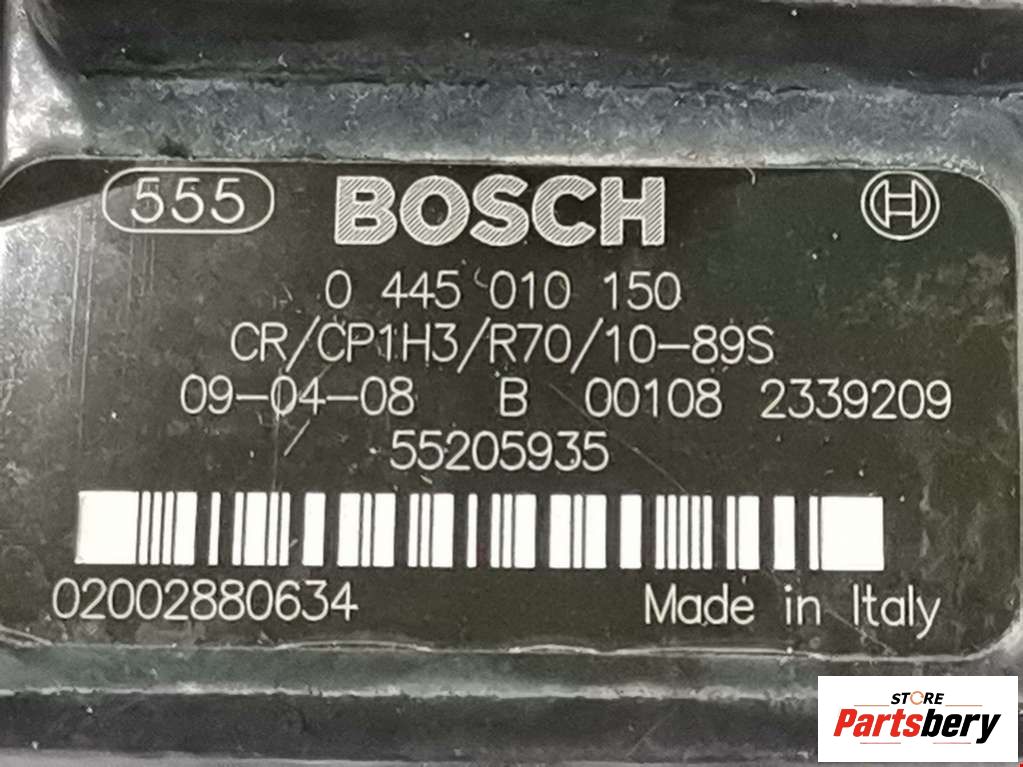 555 BOSCH
0 445 010 150
CR/CP1H3/R70/10-89S
09-04-08 B 00108 2339209
55205935
02002880634 Made in Italy
STORE
Partsbery